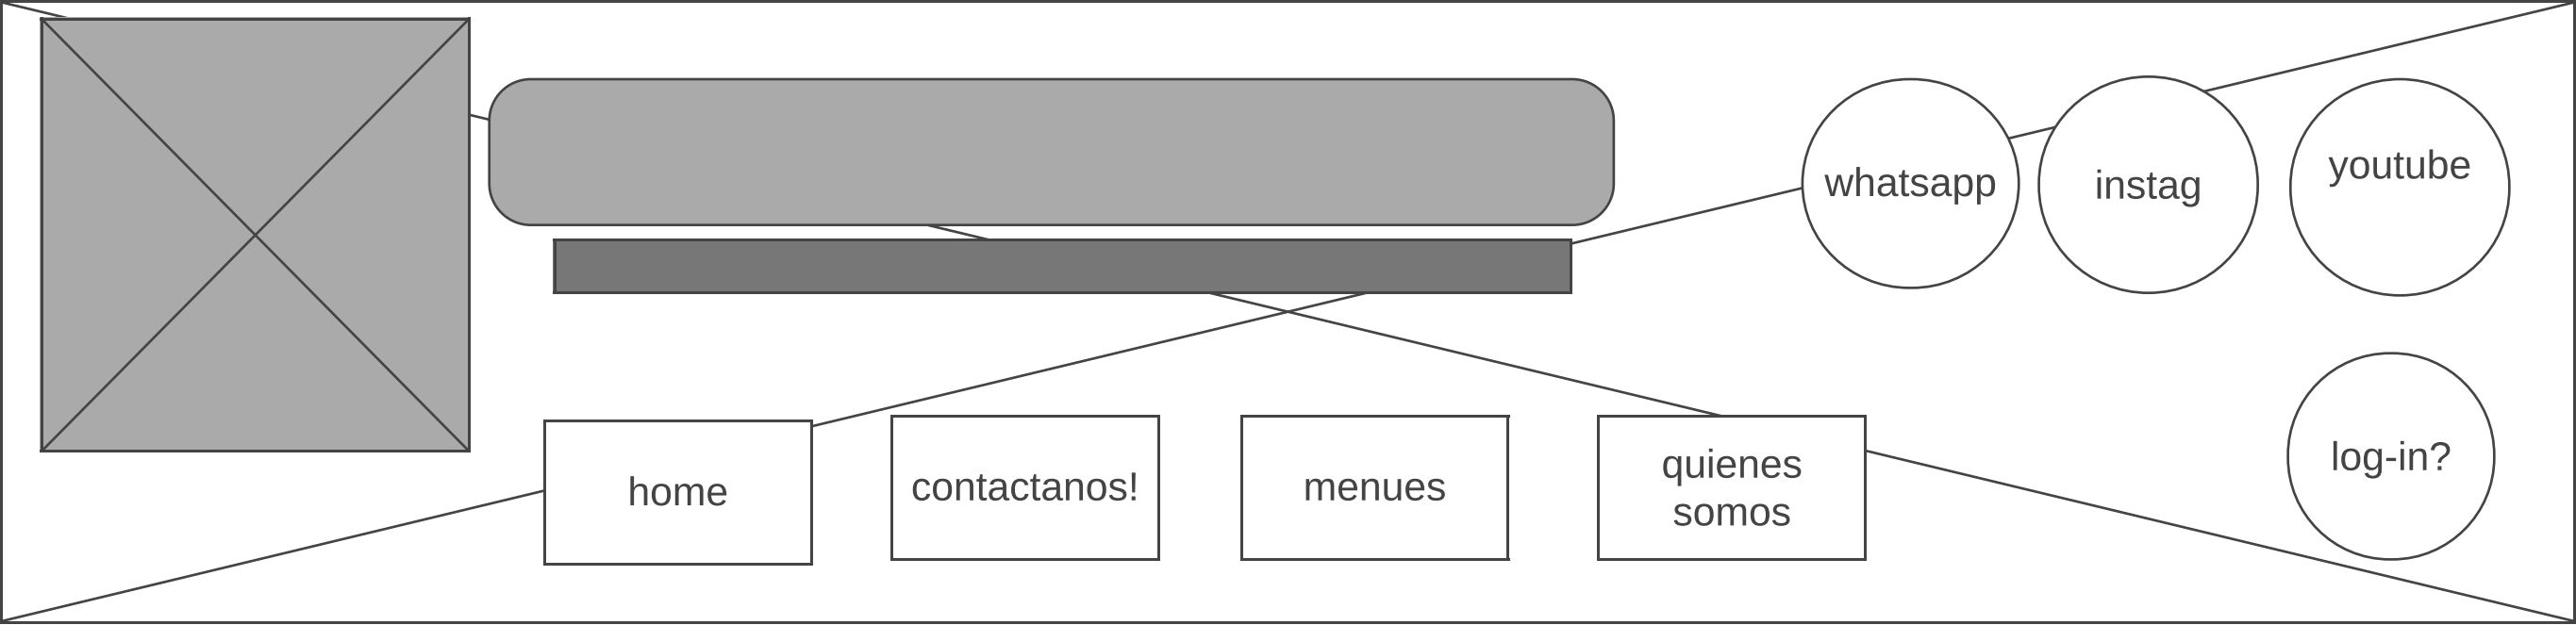 whatsapp
instag
youtube
log-in?
home
contactanos!
menues
quienes
somos